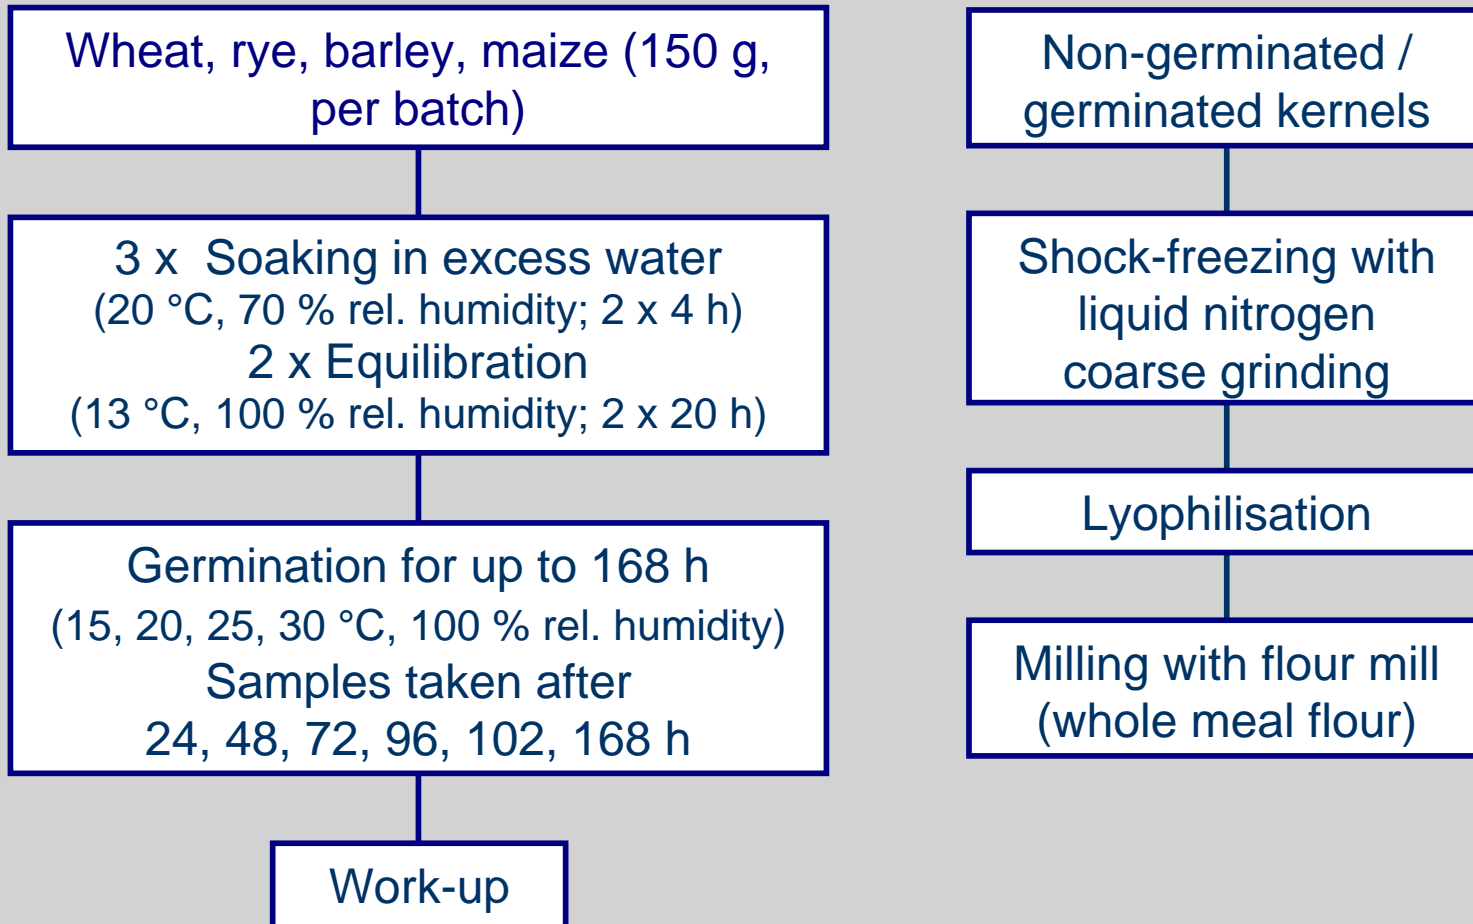 Wheat, rye, barley, maize (150 g,
per batch)
3 x  Soaking in excess water
(20 °C, 70 % rel. humidity; 2 x 4 h)
2 x Equilibration
(13 °C, 100 % rel. humidity; 2 x 20 h)
Germination for up to 168 h
(15, 20, 25, 30 °C, 100 % rel. humidity)
Samples taken after
24, 48, 72, 96, 102, 168 h
Work-up
Non-germinated /
germinated kernels
Shock-freezing with
liquid nitrogen
coarse grinding
Lyophilisation
Milling with flour mill
(whole meal flour)